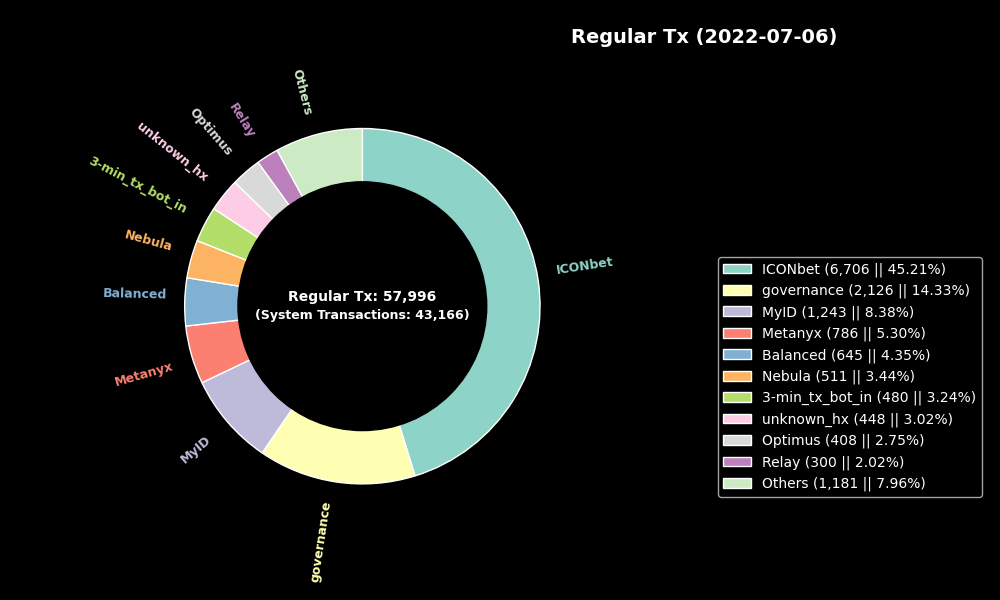 Regular Tx (2022-07-06)
Others
Relay
Optimus
unknown_hx
3-min_tx_bot_in
Nebula
Balanced
Metanyx
MyID
governance
ICONbet
Regular Tx: 57,996
(System Transactions: 43,166)
ICONbet (6,706 || 45.21%)
governance (2,126 || 14.33%)
MyID (1,243 || 8.38%)
Metanyx (786 || 5.30%)
Balanced (645 || 4.35%)
Nebula (511 || 3.44%)
3-min_tx_bot_in (480 || 3.24%)
unknown_hx (448 || 3.02%)
Optimus (408 || 2.75%)
Relay (300 || 2.02%)
Others (1,181 || 7.96%)